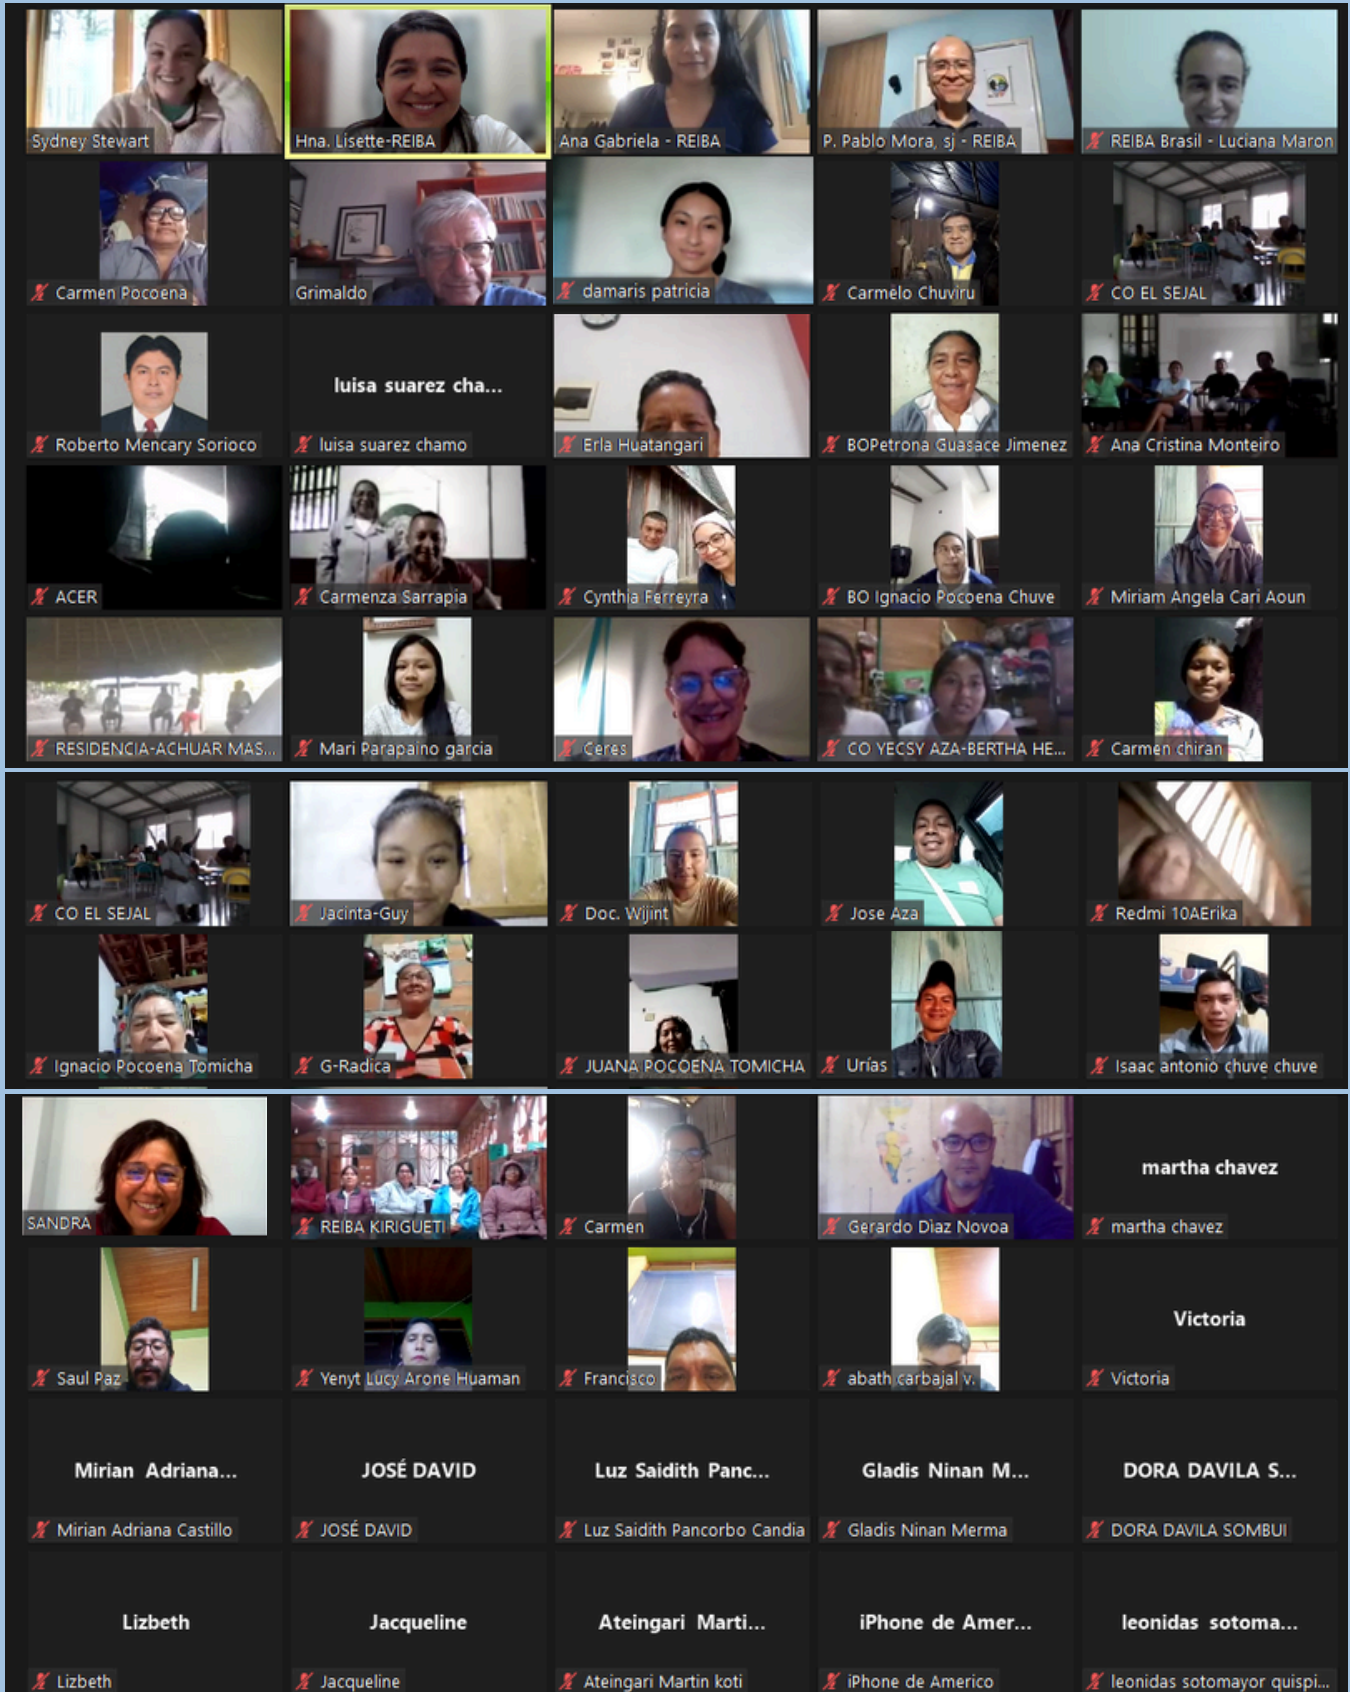 Sydney Stewart
Hna. Lisette-REIBA
Ana Gabriela - REIBA
P. Pablo Mora, sj - REIBA
REIBA Brasil - Luciana Maron
Carmen Pocoena
Grimaldo
damaris patricia
Carmelo Chuviru
CO EL SEJAL
Roberto Mencary Sorioco
luisa suarez cha...
luisa suarez chamo
Erla Huatangari
BOPetrona Guasace Jimenez
Ana Cristina Monteiro
ACER
Carmenza Sarrapia
Cynthia Ferreyra
BO Ignacio Pocoena Chuve
Miriam Angela Cari Aoun
RESIDENCIA-ACHUAR MAS...
Mari Parapaino garcia
Ceres
CO YECSY AZA-BERTHA HE...
Carmen chiran
CO EL SEJAL
Jacinta-Guy
Doc. Wijint
Jose Aza
Redmi 10AErika
Ignacio Pocoena Tomicha
G-Radica
JUANA POCOENA TOMICHA
Urías
Isaac antonio chuve chuve
SANDRA
REIBA KIRIGUETI
Carmen
Gerardo Diaz Novoa
martha chavez
martha chavez
Saul Paz
Yenyt Lucy Arone Huaman
Francisco
abath carbajal v.
Victoria
Victoria
Mirian Adriana...
Mirian Adriana Castillo
JOSÉ DAVID
JOSÉ DAVID
Luz Saidith Panc...
Luz Saidith Pancorbo Candia
Gladis Ninan M...
Gladis Ninan Merma
DORA DAVILA S...
DORA DAVILA SOMBUI
Lizbeth
Lizbeth
Jacqueline
Jacqueline
Ateingari Marti...
Ateingari Martin koti
iPhone de Amer...
iPhone de Americo
leonidas sotoma...
leonidas sotomayor quispi...